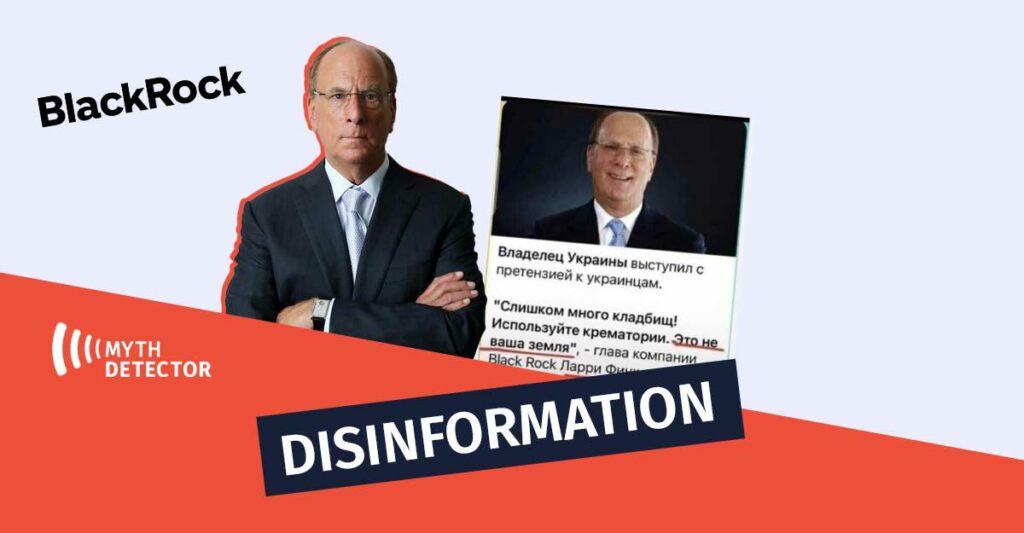 BlackRock
Владелец Украины выступил с
претензией к украинцам.
"Слишком много кладбищ!
Используйте крематории. Это не
ваша земля", - глава компании
Black Rock Ларри
MYTH
DETECTOR
DISINFORMATION